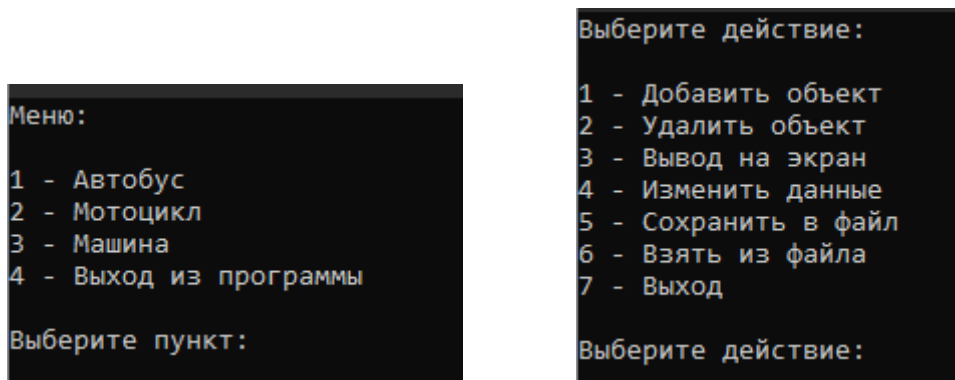 Меню:
1 - Автобус
2 - Мотоцикл
3 - Машина
4 - Выход из программы
Выберите пункт:
Выберите действие:
1 - Добавить объект
2 - Удалить объект
3 - Вывод на экран
4 - Изменить данные
5 - Сохранить в файл
6 - Взять из файла
7 - Выход
Выберите действие: